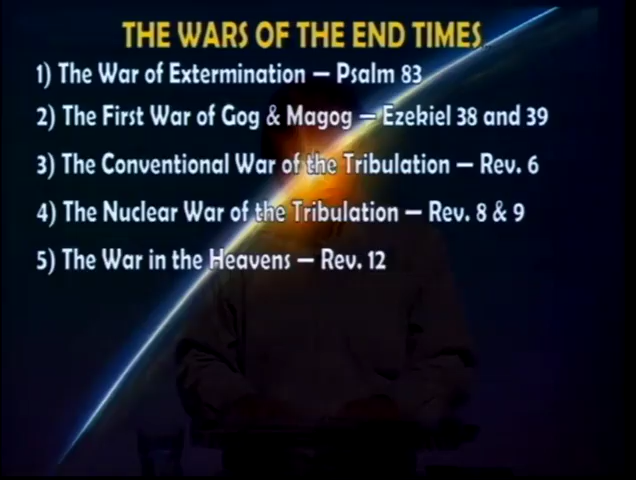 THE WARS OF THE END TIMES
1) The War of Extermination – Psalm 83
2) The First War of Gog & Magog – Ezekiel 38 and 39
3) The Conventional War of the Tribulation – Rev. 6
4) The Nuclear War of the Tribulation – Rev. 8 & 9
5) The War in the Heavens – Rev. 12